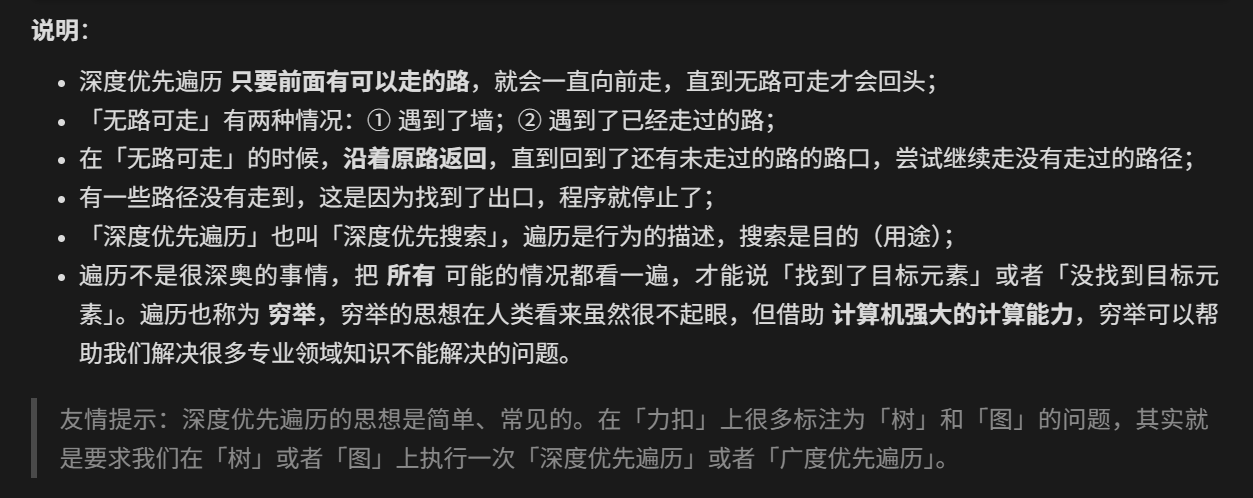 说明：
深度优先遍历 只要前面有可以走的路，就会一直向前走，直到无路可走才会回头；
「无路可走」有两种情况：① 遇到了墙；② 遇到了已经走过的路；
在「无路可走」的时候，沿着原路返回，直到回到了还有未走过的路的路口，尝试继续走没有走过的路径；
有一些路径没有走到，这是因为找到了出口，程序就停止了；
「深度优先遍历」也叫「深度优先搜索」，遍历是行为的描述，搜索是目的（用途）；
遍历不是很深奥的事情，把 所有 可能的情况都看一遍，才能说「找到了目标元素」或者「没找到目标元
素」。遍历也称为 穷举，穷举的思想在人类看来虽然很不起眼，但借助 计算机强大的计算能力，穷举可以帮
助我们解决很多专业领域知识不能解决的问题。
友情提示：深度优先遍历的思想是简单、常见的。在「力扣」上很多标注为「树」和「图」的问题，其实就
是要求我们在「树」或者「图」上执行一次「深度优先遍历」或者「广度优先遍历」。